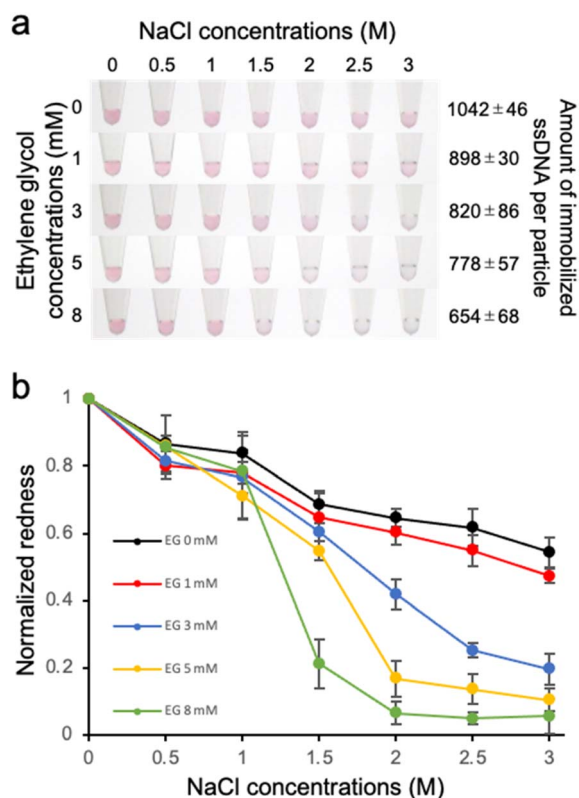 a
NaCl concentrations (M)
0 0.5 1 1.5 2 2.5 3
Ethylene glycol
concentrations (mM)
0
1
3
5
8
1042 ± 46
898 ± 30
820 ± 86
778 ± 57
654 ± 68
Amount of immobilized
ssDNA per particle
b
Normalized redness
1
0.8
0.6
0.4
0.2
0
EG 0 mM
EG 1 mM
EG 3 mM
EG 5 mM
EG 8 mM
0 0.5 1 1.5 2 2.5 3
NaCl concentrations (M)